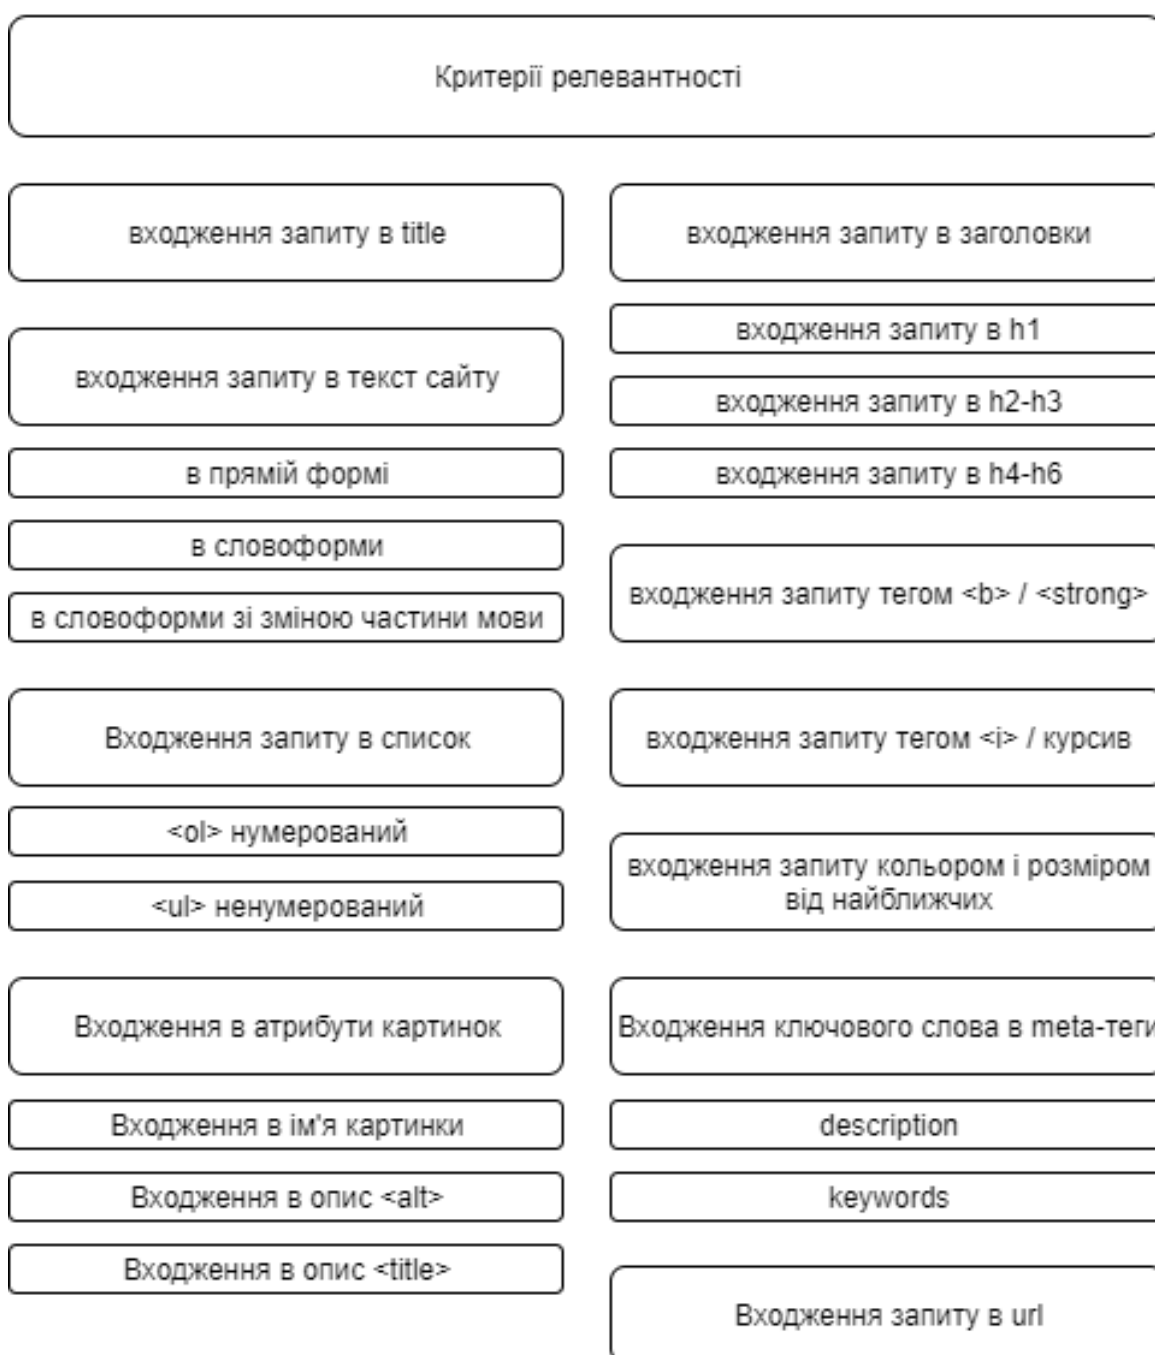 Критерії релевантності
входження запиту в title
входження запиту в текст сайту
в прямій формі
в словоформи
в словоформи зі зміною частини мови
Входження запиту в список
<ol> нумерований
<ul> ненумерований
Входження в атрибути картинок
Входження в ім'я картинки
Входження в опис <alt>
Входження в опис <title>
входження запиту в заголовки
входження запиту в h1
входження запиту в h2-h3
входження запиту в h4-h6
входження запиту тегом <b> / <strong>
входження запиту тегом <i> / курсив
входження запиту кольором і розміром
від найближчих
Входження ключового слова в meta-теги
description
keywords
Входження запиту в url